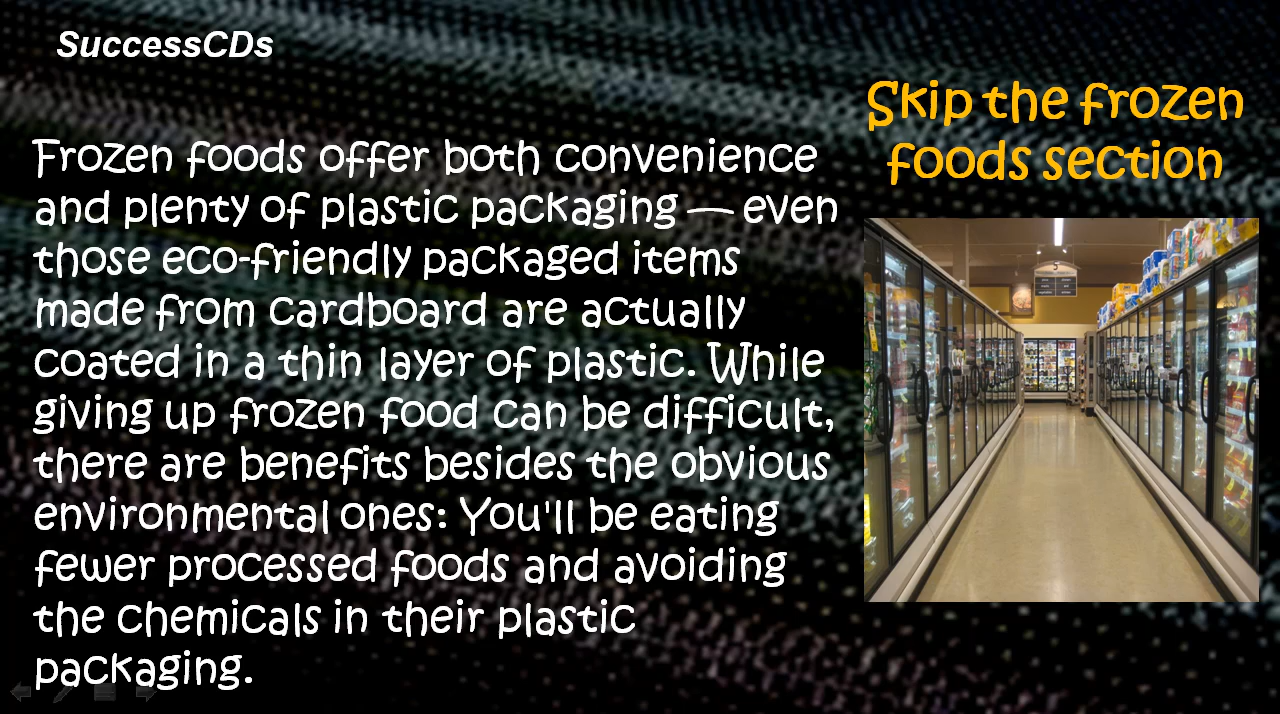 SuccessCDs
Skip the frozen
foods section
Frozen foods offer both convenience
and plenty of plastic packaging — even
those eco-friendly packaged items
made from cardboard are actually
coated in a thin layer of plastic. While
giving up frozen food can be difficult,
there are benefits besides the obvious
environmental ones: You'll be eating
fewer processed foods and avoiding
the chemicals in their plastic
packaging.